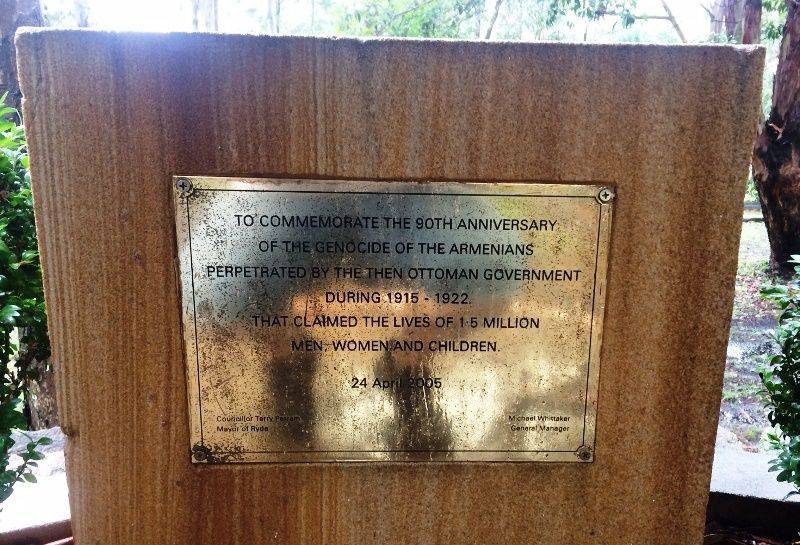 TO COMMEMORATE THE 90TH ANNIVERSARY
OF THE GENOCIDE OF THE ARMENIANS
PERPETRATED BY THE THEN OTTOMAN GOVERNMENT
DURING 1915 - 1922.
THAT CLAIMED THE LIVES OF 1·5 MILLION
MEN, WOMEN AND CHILDREN.
24 April 2005
Councillor Terry
Mayor of Ryde
Michael Whittaker
General Manager